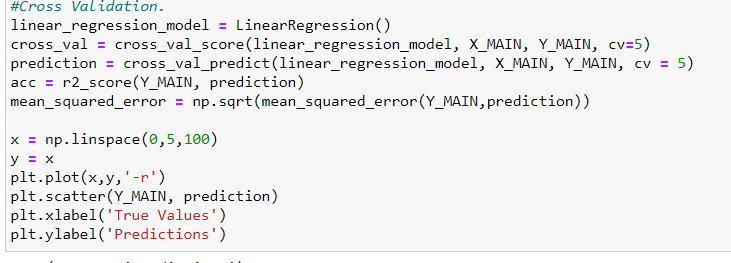 #Cross Validation.
linear_regression_model = LinearRegression()
cross_val = cross_val_score(linear_regression_model, X_MAIN, Y_MAIN, cv=5)
prediction = cross_val_predict(linear_regression_model, X_MAIN, Y_MAIN, cv = 5)
acc = r2_score(Y_MAIN, prediction)
mean_squared_error = np.sqrt(mean_squared_error(Y_MAIN,prediction))
x = np.linspace(0,5,100)
y = x
plt.plot(x,y,'-r')
plt.scatter(Y_MAIN, prediction)
plt.xlabel('True Values')
plt.ylabel('Predictions')